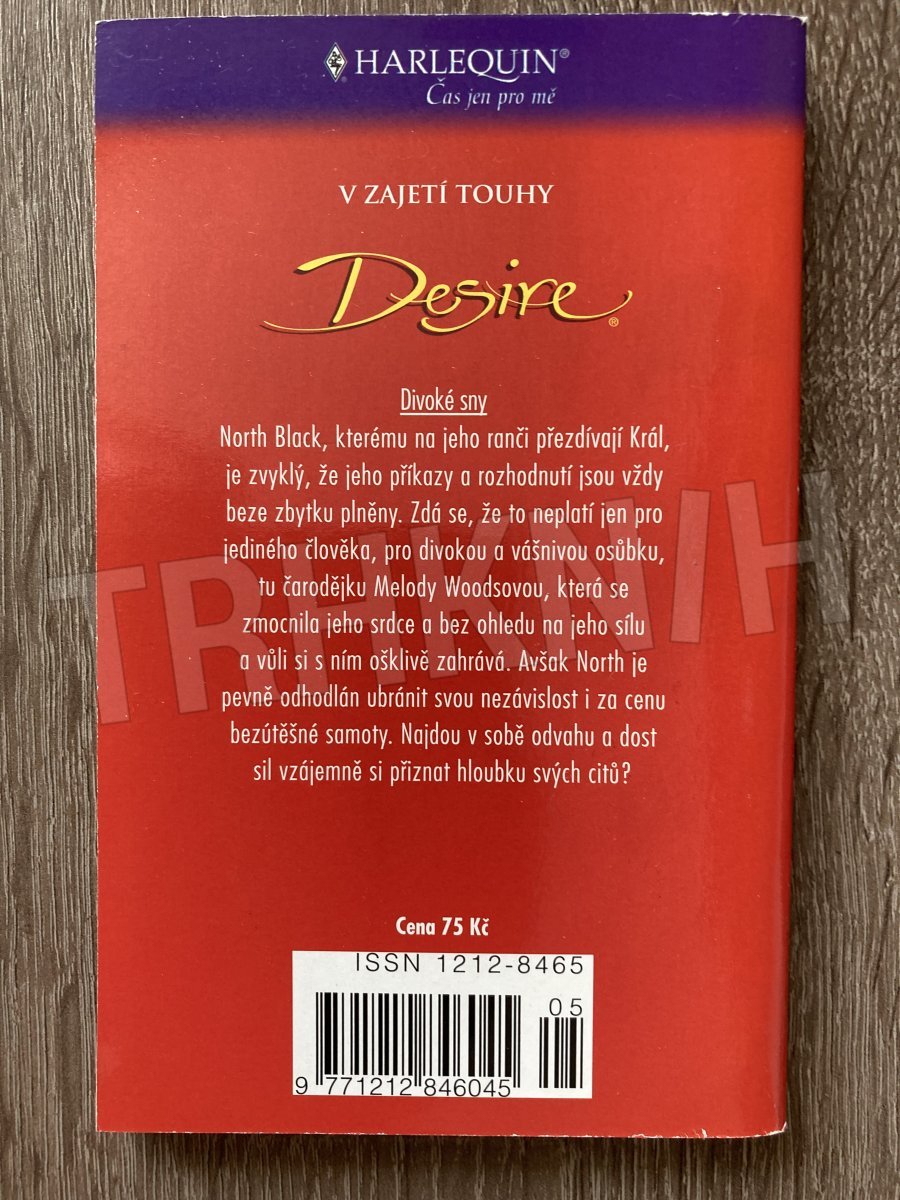 HARLEQUIN®
Čas jen pro mě
V ZAJETÍ TOUHY
Desire®
Divoké sny
North Black, kterému na jeho ranči přezdívají Král,
je zvyklý, že jeho příkazy a rozhodnutí jsou vždy
beze zbytku plněny. Zdá se, že to neplatí jen pro
jediného člověka, pro divokou a vášnivou osůbku,
tu čarodějku Melody Woodsovou, která se
zmocnila jeho srdce a bez ohledu na jeho sílu
a vůli si s ním ošklivě zahrává. Avšak North je
pevně odhodlán ubránit svou nezávislost i za cenu
bezútěšné samoty. Najdou v sobě odvahu a dost
sil vzájemně si přiznat hloubku svých citů?
TRHKNIH
Cena 75 Kč
ISSN 1212-8465
05
9 771212 846045